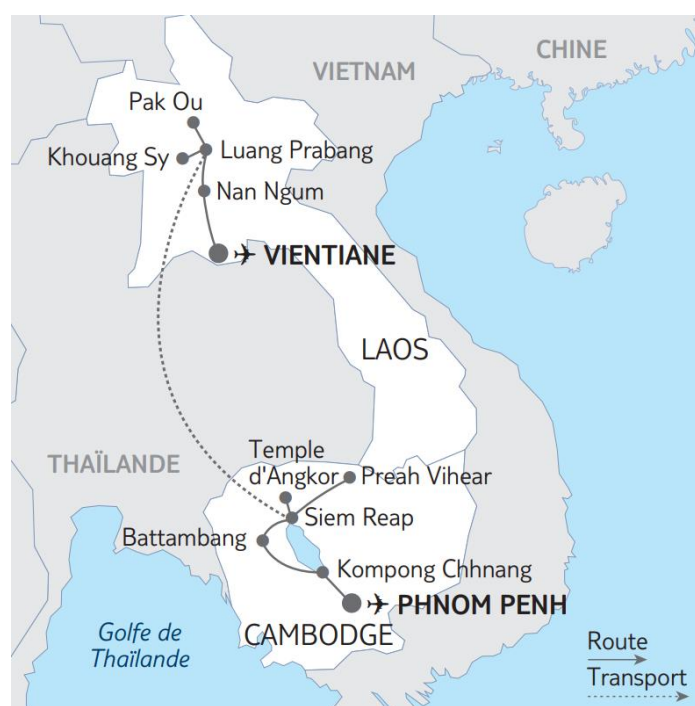 CHINE
VIETNAM
Pak Ou
Khouang Sy
Luang Prabang
Nan Ngum
VIENTIANE
LAOS
THAÏLANDE
Temple
d'Angkor
Preah Vihear
Siem Reap
Battambang
Kompong Chhnang
PHNOM PENH
Golfe de
Thaïlande
CAMBODGE
Route
Transport